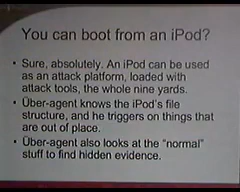 You can boot from an iPod?
• Sure, absolutely. An iPod can be used
as an attack platform, loaded with
attack tools, the whole nine yards.
• Über-agent knows the iPod's file
structure, and he triggers on things that
are out of place.
• Über-agent also looks at the "normal"
stuff to find hidden evidence.